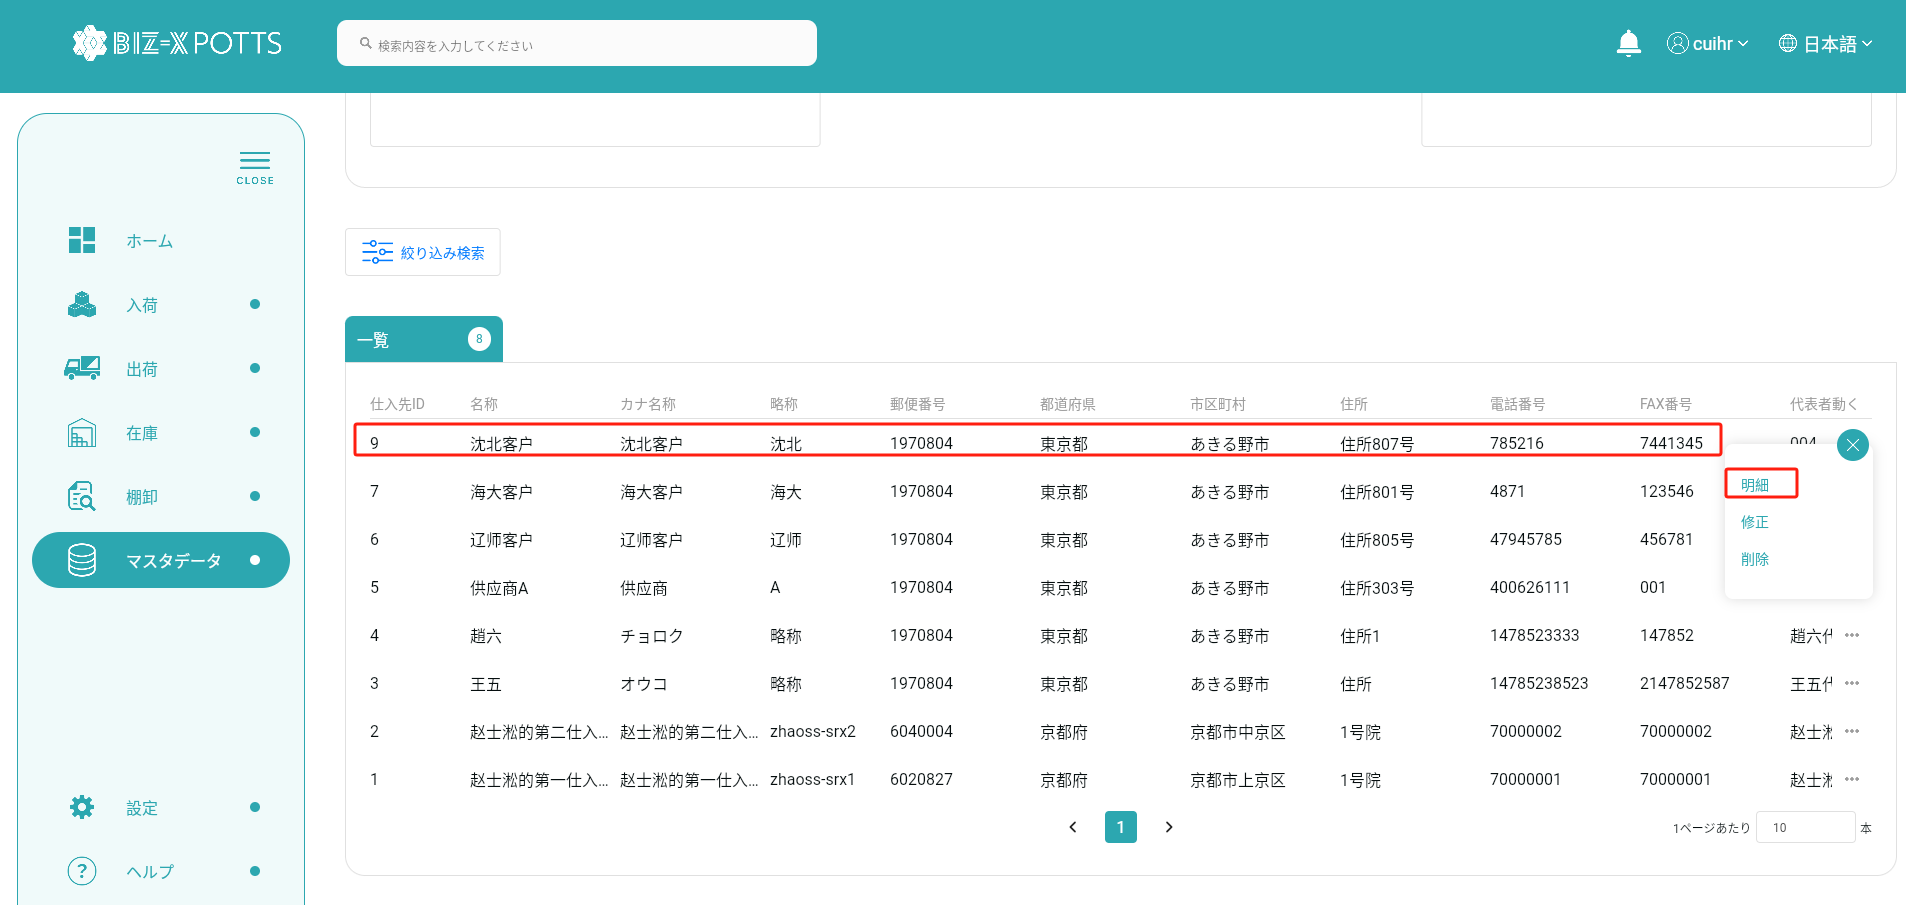 BIZ=X POTTS
検索内容を入力してください
cuihr
日本語
CLOSE
ホーム
入荷
出荷
在庫
棚卸
マスタデータ
設定
ヘルプ
絞り込み検索
一覧 8
仕入先ID 名称 カナ名称 略称 郵便番号 都道府県 市区町村 住所 電話番号 FAX番号 代表者動く
9 沈北客户 沈北客户 沈北 1970804 東京都 あきる野市 住所807号 785216 7441345 004
7 海大客户 海大客户 海大 1970804 東京都 あきる野市 住所801号 4871 123546
6 辽师客户 辽师客户 辽师 1970804 東京都 あきる野市 住所805号 47945785 456781
5 供应商A 供应商 A 1970804 東京都 あきる野市 住所303号 400626111 001
4 趙六 チョロク 略称 1970804 東京都 あきる野市 住所1 1478523333 147852 趙六代 •••
3 王五 オウコ 略称 1970804 東京都 あきる野市 住所 14785238523 2147852587 王五代 •••
2 赵士淞的第二仕入... 赵士淞的第二仕入... zhaoss-srx2 6040004 京都府 京都市中京区 1号院 70000002 70000002 赵士淞 •••
1 赵士淞的第一仕入... 赵士淞的第一仕入... zhaoss-srx1 6020827 京都府 京都市上京区 1号院 70000001 70000001 赵士淞 •••
明細
修正
削除
1
1ページあたり 10 本